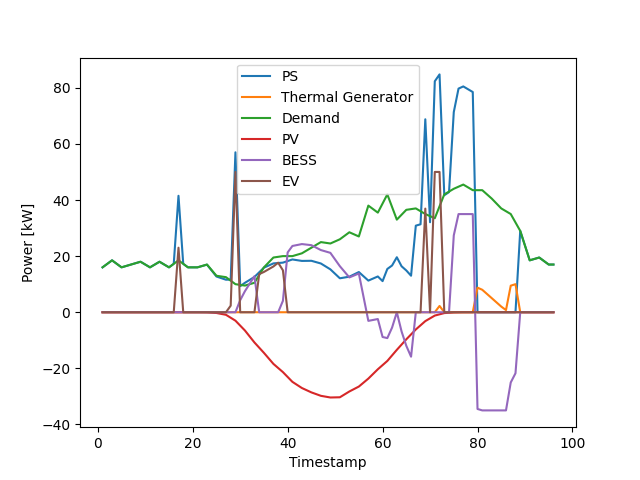 PS
Thermal Generator
Demand
PV
BESS
EV
Power [kW]
80
60
40
20
0
−20
−40
0 20 40 60 80 100
Timestamp